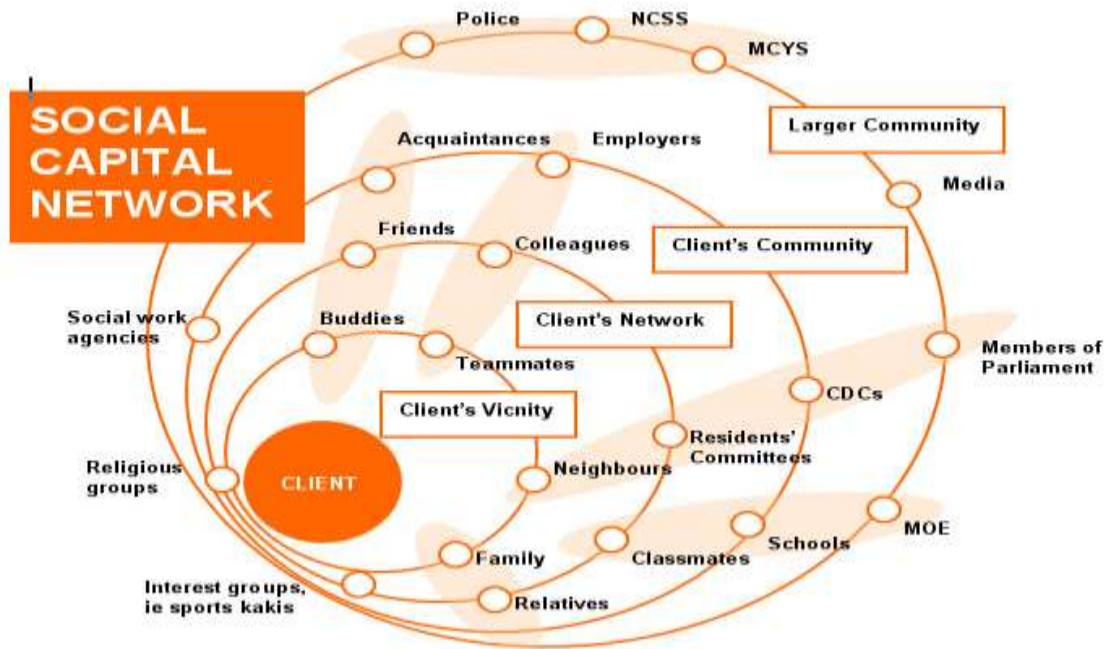 Police
NCSS
MCYS
SOCIAL
CAPITAL
NETWORK
Larger Community
Acquaintances
Employers
Media
Friends
Colleagues
Client's Community
Social work
agencies
Buddies
Client's Network
Teammates
Members of
Parliament
CDCs
Client's Vicnity
Residents'
Committees
Religious
groups
CLIENT
Neighbours
MOE
Schools
Family
Classmates
Interest groups,
ie sports kakis
Relatives